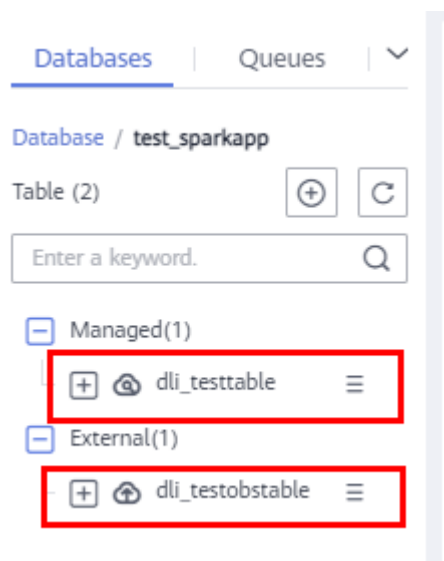 Databases Queues
Database / test_sparkapp
Table (2)
Enter a keyword.
Managed(1)
dli_testtable
External(1)
dli_testobstable